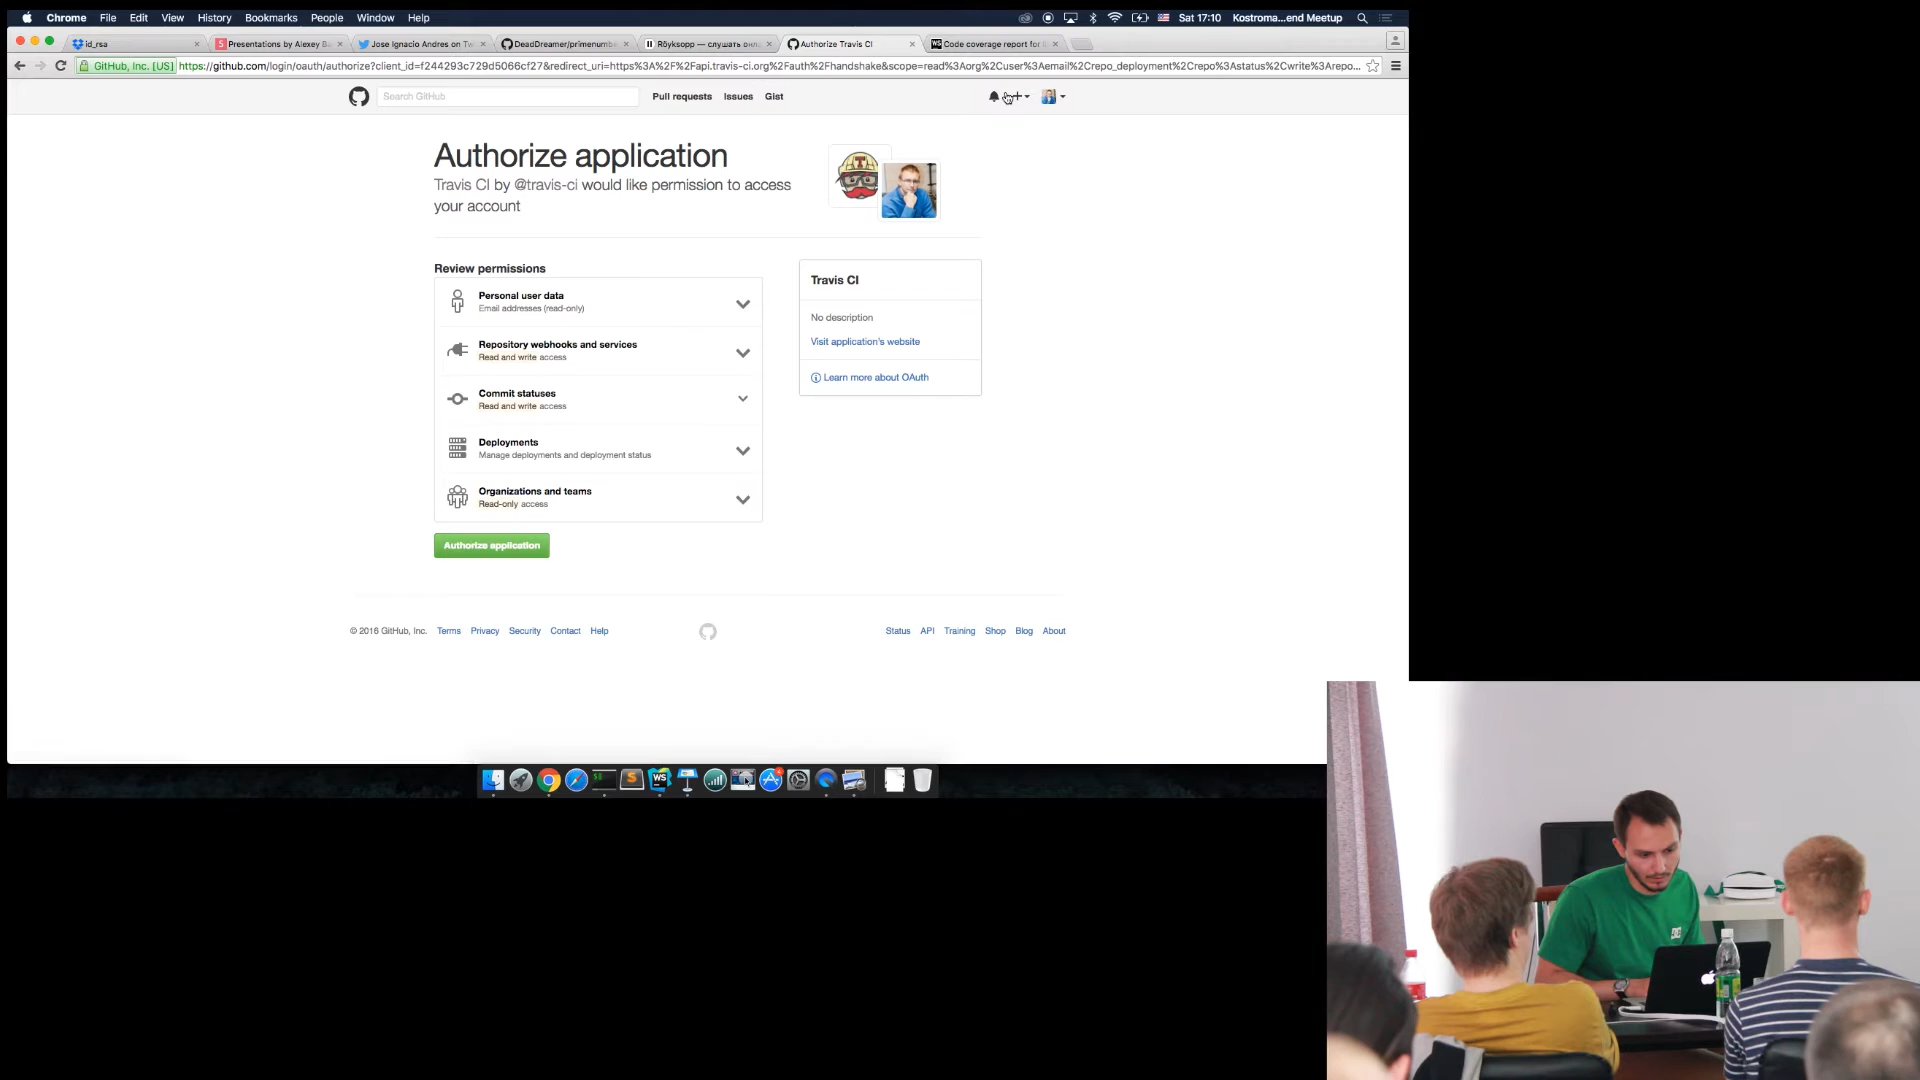 Chrome File Edit View History Bookmarks People Window Help Sat 17:10 Kostroma...end Meetup
id_rsa Presentations by Alexey Jose Ignacio Andres on Tw DeadDreamer/primenumb Röyksopp — слушать онл Authorize Travis CI Code coverage report for
GitHub, Inc. [US] https://github.com/login/oauth/authorize?client_id=f244293c729d5066cf27&redirect_uri=https%3A%2F%2Fapi.travis-ci.org%2Fauth%2Fhandshake&scope=read%3Aorg%2Cuser%3Aemail%2Crepo_deployment%2Crepo%3Astatus%2Cwrite%3Arepo...
Search GitHub Pull requests Issues Gist
Authorize application
Travis CI by @travis-ci would like permission to access
your account
Review permissions
Personal user data
Email addresses (read-only)
Repository webhooks and services
Read and write access
Commit statuses
Read and write access
Deployments
Manage deployments and deployment status
Organizations and teams
Read-only access
Authorize application
Travis CI
No description
Visit application's website
Learn more about OAuth
© 2016 GitHub, Inc. Terms Privacy Security Contact Help Status API Training Shop Blog About